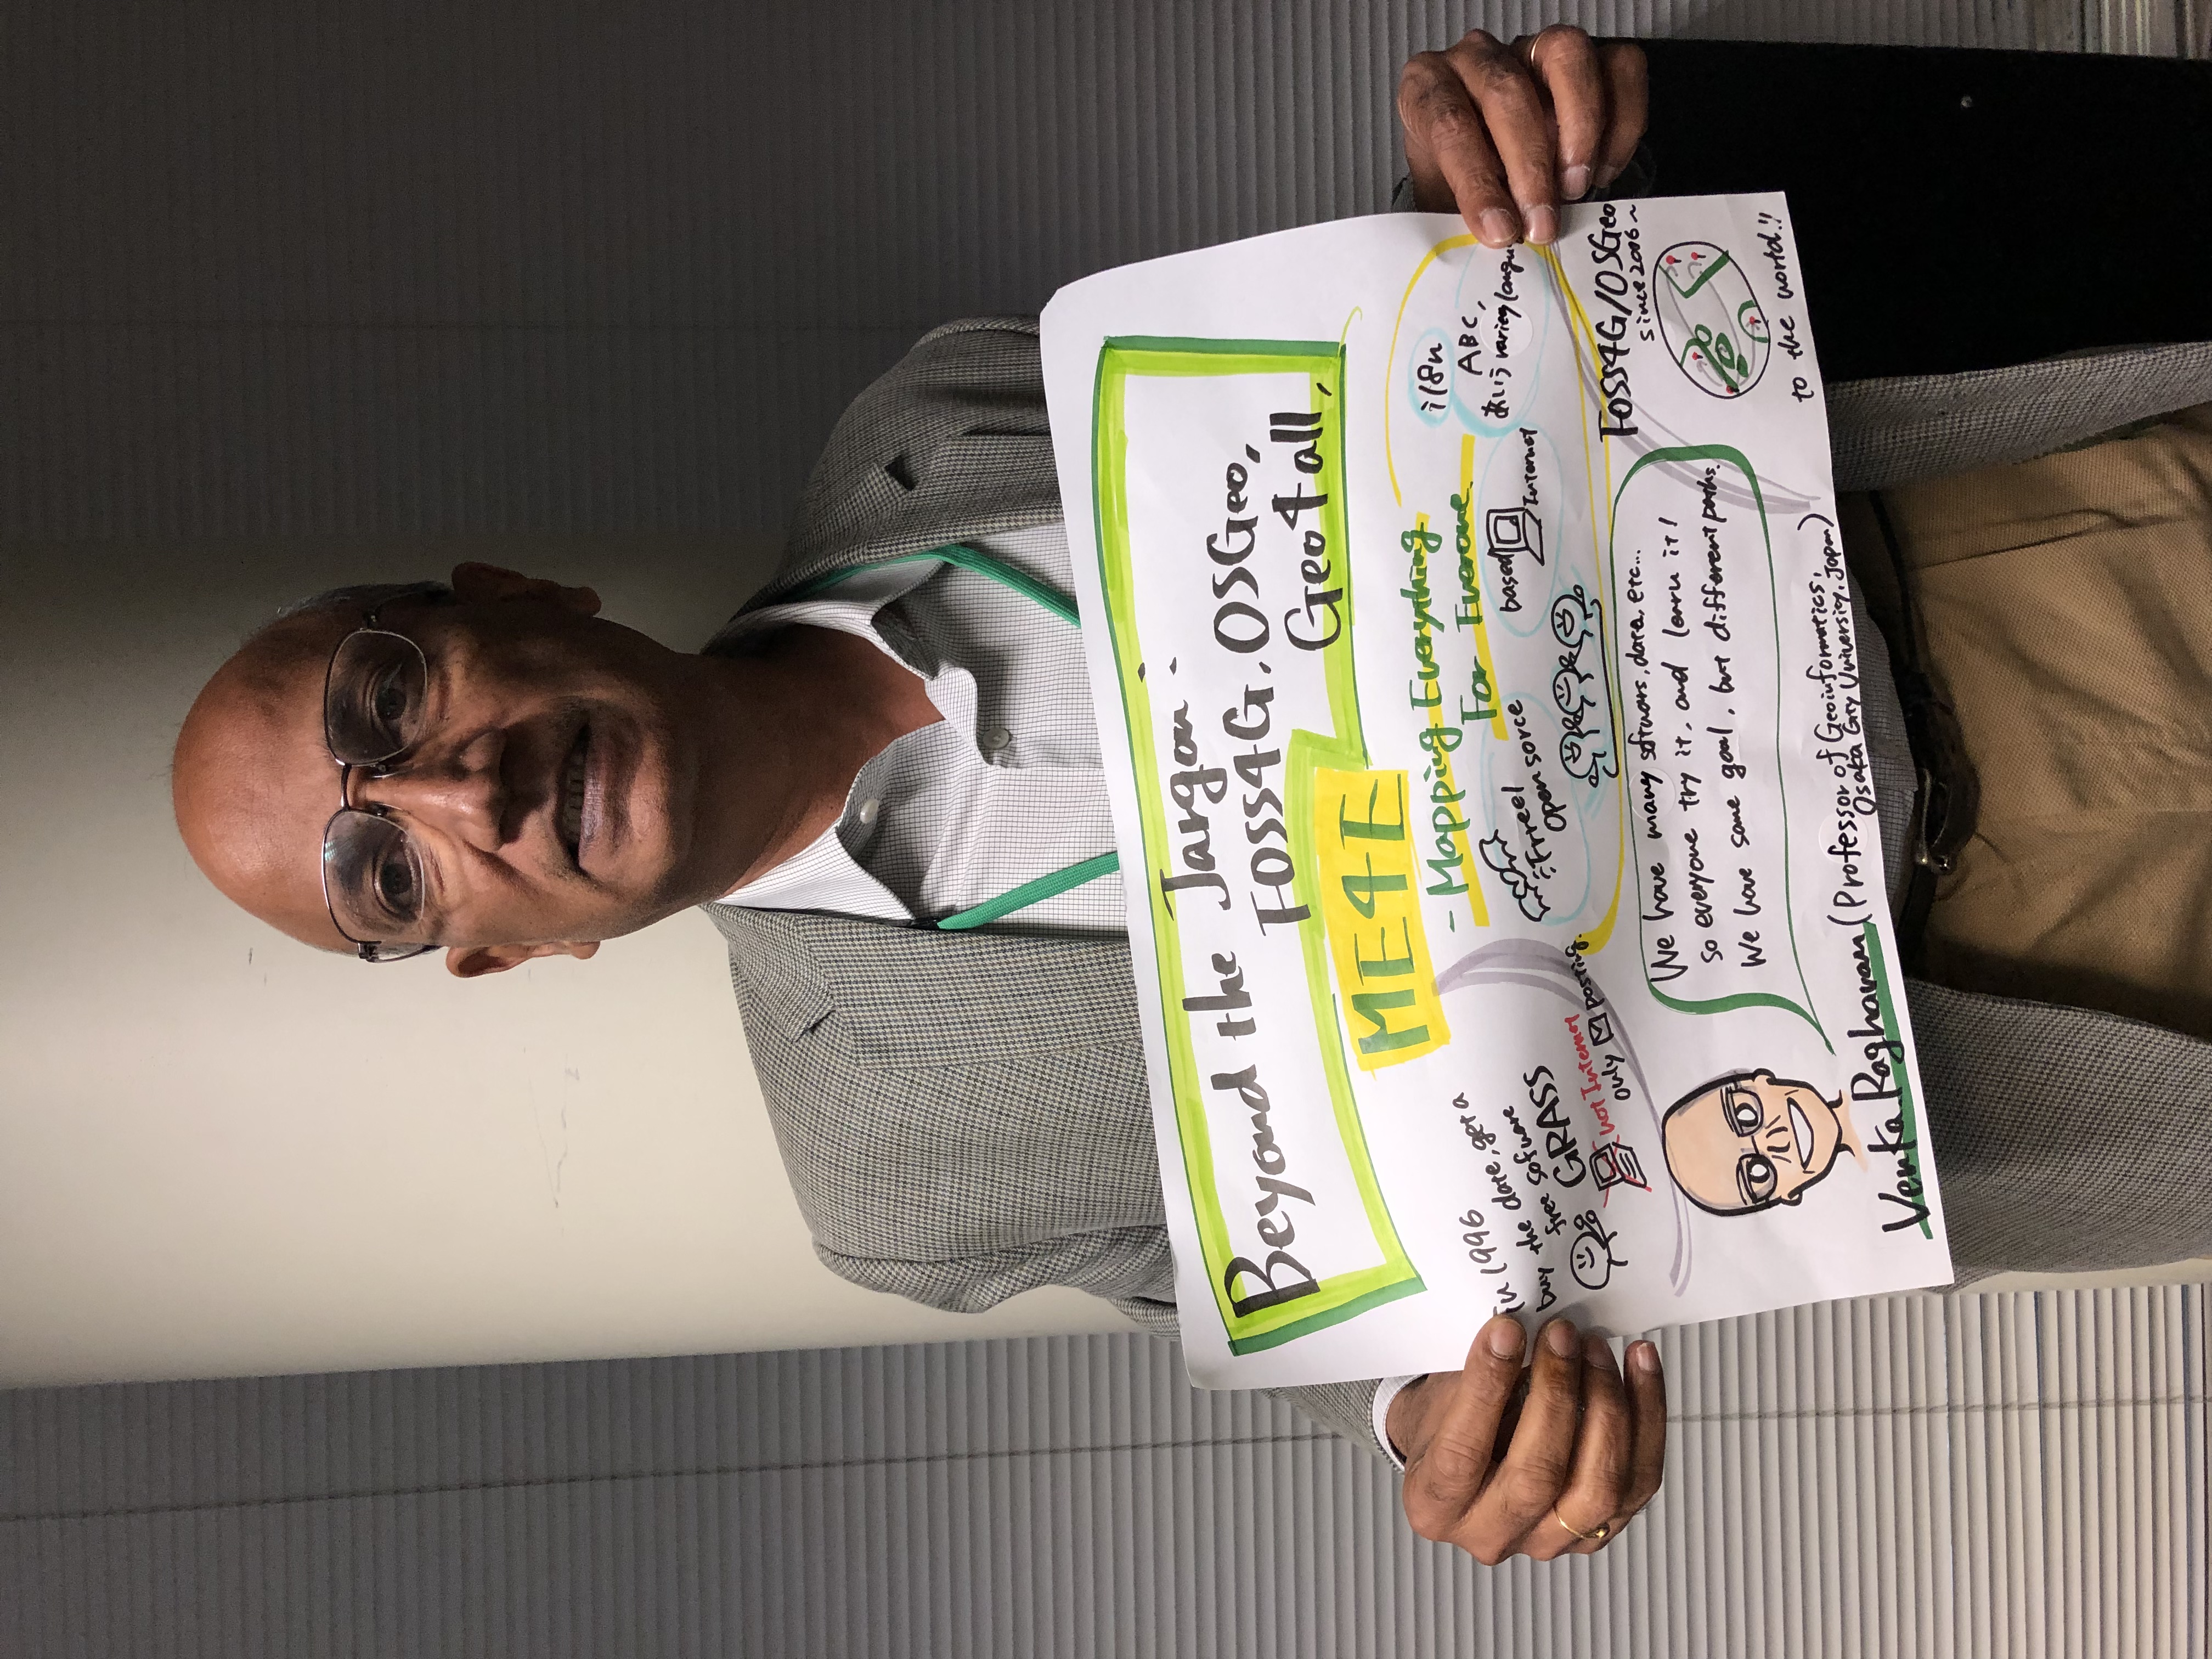 Beyond the Jargon:
FOSS4G, OSGeo,
Geo4all,
ME4E
- Mapping Everything
For Everone
in 1996
buy the date, get a
free sofware
GRASS
not Internet
only posting.
Free!
Open sorce
based
Internet
i18n
ABC,
あいう variey langu
We have many softwars, data, etc...
so everyone try it, and learn it!
We have same goal, but different paths.
FOSS4G/OSGeo
since 2006~
to the world!!
Venka Raghavan (Professor of Geoinformatics,
Osaka City University, Japan)